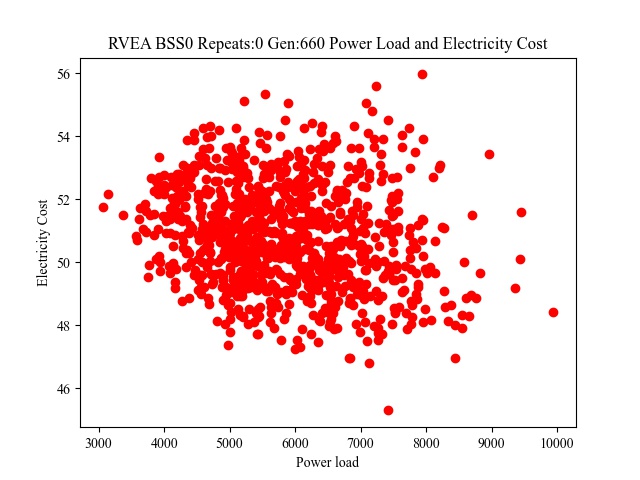 RVEA BSS0 Repeats:0 Gen:660 Power Load and Electricity Cost
56
54
52
50
48
46
Electricity Cost
3000 4000 5000 6000 7000 8000 9000 10000
Power load